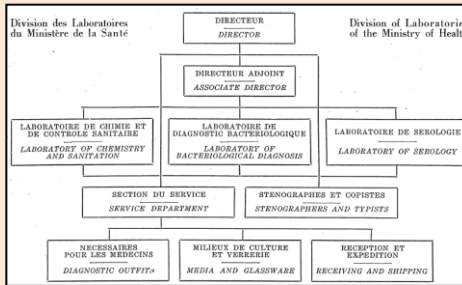 Division des Laboratoires
du Ministère de la Santé
DIRECTEUR
DIRECTOR
Division of Laboratorie
of the Ministry of Healt
DIRECTEUR ADJOINT
ASSOCIATE DIRECTOR
LABORATOIRE DE CHIMIE ET
DE CONTROLE SANITAIRE
LABORATORY OF CHEMISTRY
AND SANITATION
LABORATOIRE DE
DIAGNOSTIC BACTERIOLOGIQUE
LABORATORY OF
BACTERIOLOGICAL DIAGNOSIS
LABORATOIRE DE SEROLOGIE
LABORATORY OF SEROLOGY
SECTION DU SERVICE
SERVICE DEPARTMENT
STENOGRAPHES ET COPISTES
STENOGRAPHERS AND TYPISTS
NECESSAIRES
POUR LES MEDECINS
DIAGNOSTIC OUTFITS
MILIEUX DE CULTURE
ET VERRERIE
MEDIA AND GLASSWARE
RECEPTION ET
EXPEDITION
RECEIVING AND SHIPPING